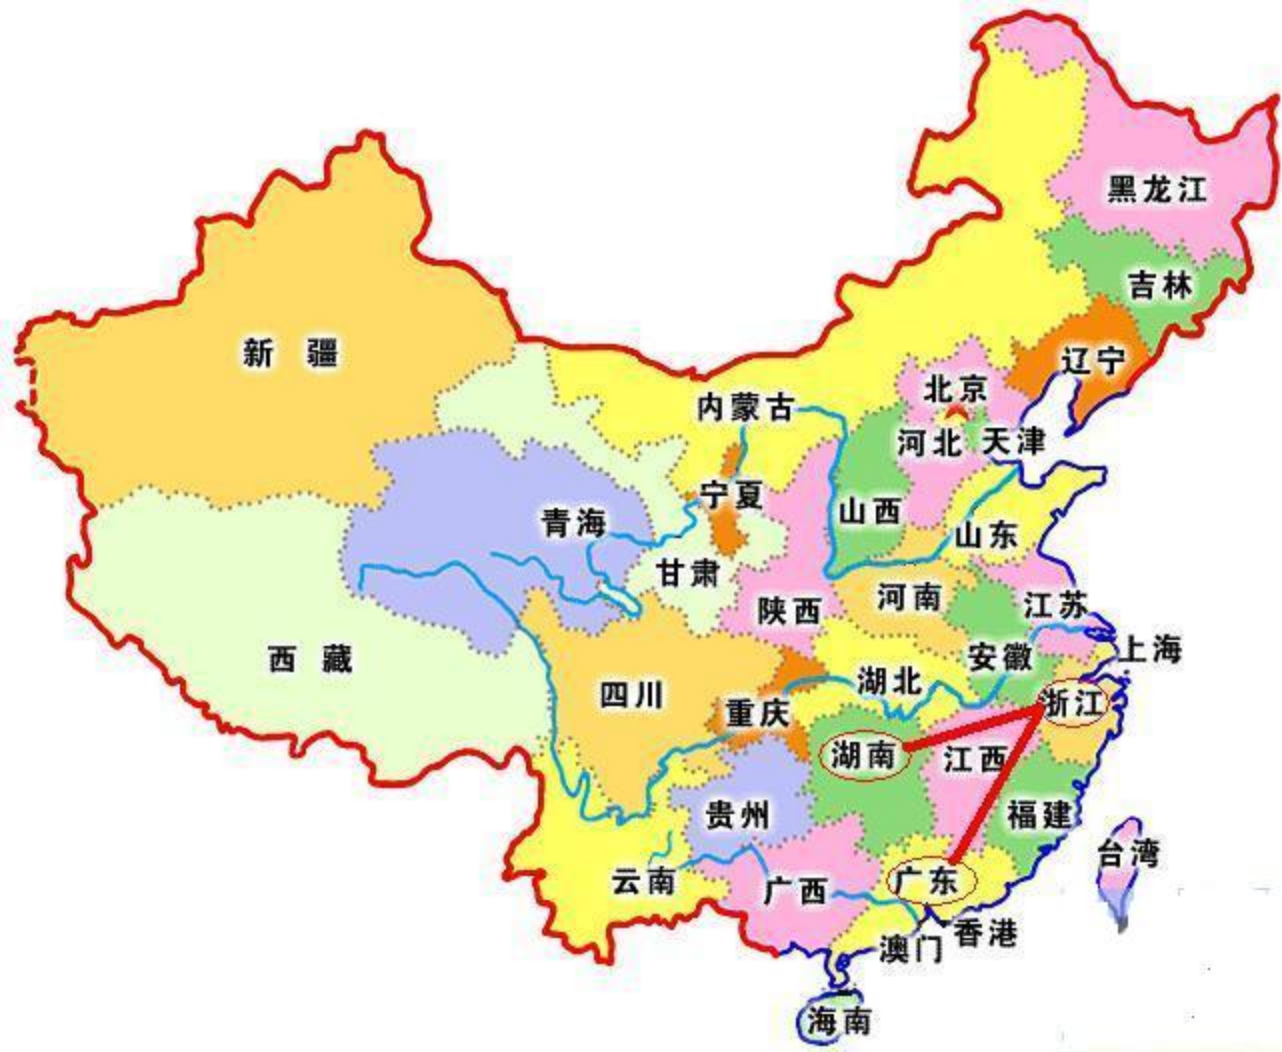 黑龙江
吉林
辽宁
新 疆
北京
内蒙古
河北
天津
宁夏
山西
青海
山东
甘肃
河南
江苏
陕西
上海
安徽
西 藏
湖北
四川
浙江
重庆
湖南
江西
贵州
福建
台湾
云南
广西
广东
香港
澳门
海南